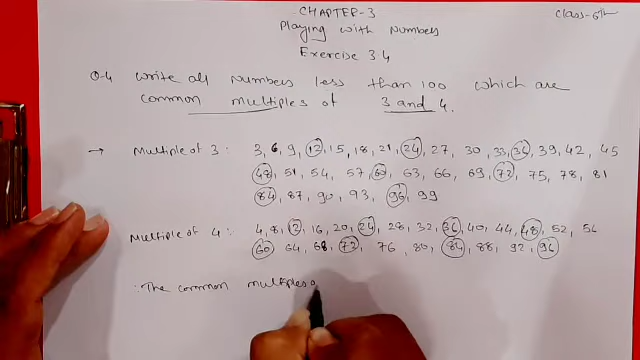 CHAPTER-3
Class-6th
Playing with Numbers
Exercise 3.4
Q.4 Write all Numbers less than 100 which are
common multiples of 3 and 4.
→ Multiple of 3: 3, 6, 9, 12, 15, 18, 21, 24, 27, 30, 33, 36, 39, 42, 45
48, 51, 54, 57, 60, 63, 66, 69, 72, 75, 78, 81
84, 87, 90, 93, 96, 99
Multiple of 4: 4, 8, 12, 16, 20, 24, 28, 32, 36, 40, 44, 48, 52, 56
60, 64, 68, 72, 76, 80, 84, 88, 92, 96
∴ The common multiples